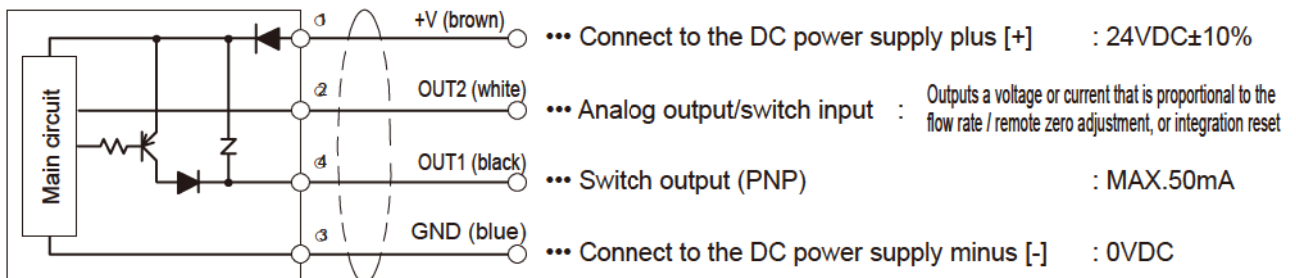 Main circuit
1 +V (brown) ••• Connect to the DC power supply plus [+] : 24VDC±10%
2 OUT2 (white) ••• Analog output/switch input : Outputs a voltage or current that is proportional to the
flow rate / remote zero adjustment, or integration reset
4 OUT1 (black) ••• Switch output (PNP) : MAX.50mA
3 GND (blue) ••• Connect to the DC power supply minus [-] : 0VDC